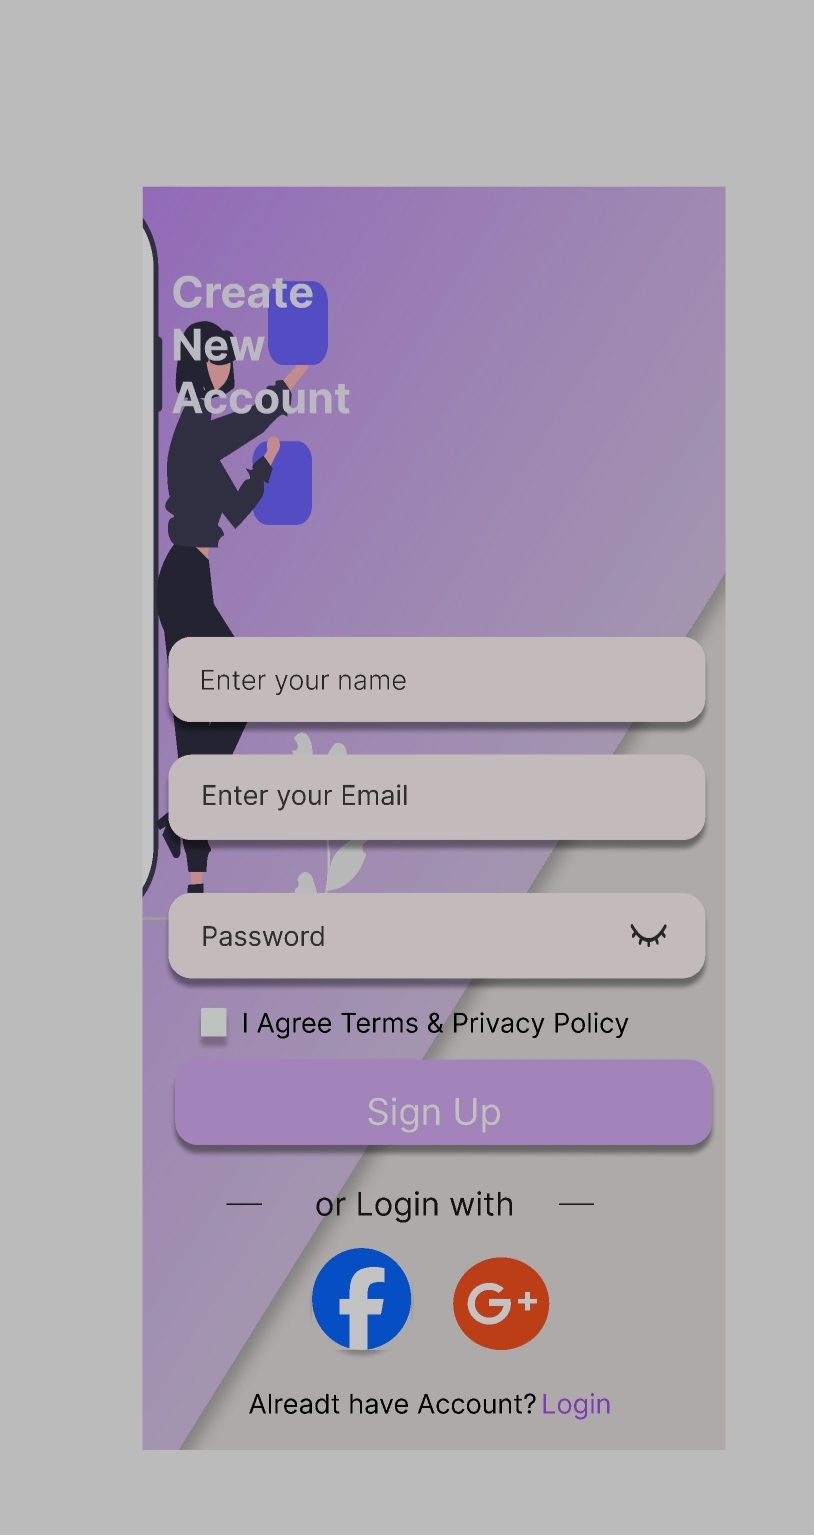 Create
New
Account
Enter your name
Enter your Email
Password
I Agree Terms & Privacy Policy
Sign Up
or Login with
f
G+
Alreadt have Account? Login